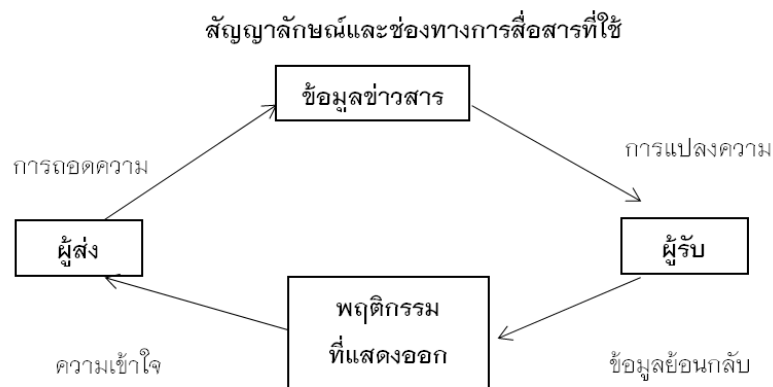 สัญญาลักษณ์และช่องทางการสื่อสารที่ใช้
ข้อมูลข่าวสาร
การถอดความ
การแปลงความ
ผู้ส่ง
ผู้รับ
พฤติกรรม
ที่แสดงออก
ความเข้าใจ
ข้อมูลย้อนกลับ